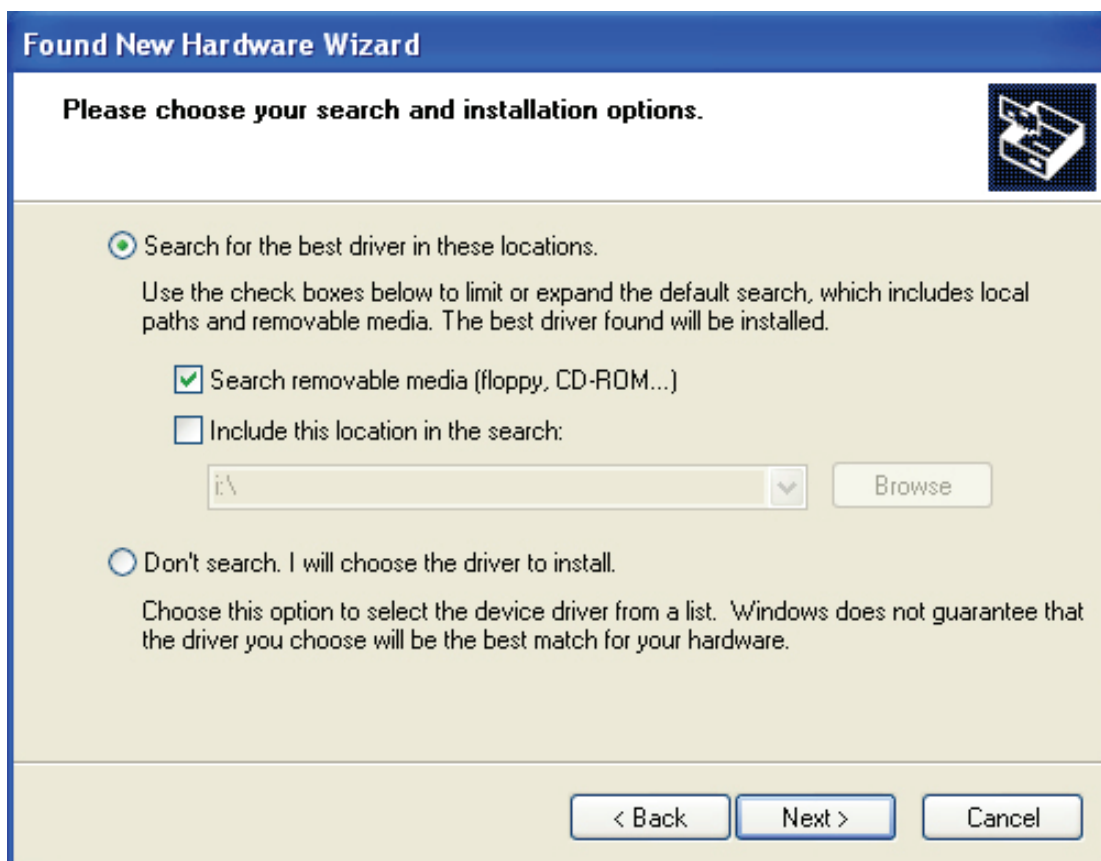 Found New Hardware Wizard
Please choose your search and installation options.
Search for the best driver in these locations.
Use the check boxes below to limit or expand the default search, which includes local
paths and removable media. The best driver found will be installed.
Search removable media (floppy, CD-ROM...)
Include this location in the search:
i:\
Browse
Don't search. I will choose the driver to install.
Choose this option to select the device driver from a list. Windows does not guarantee that
the driver you choose will be the best match for your hardware.
< Back
Next >
Cancel